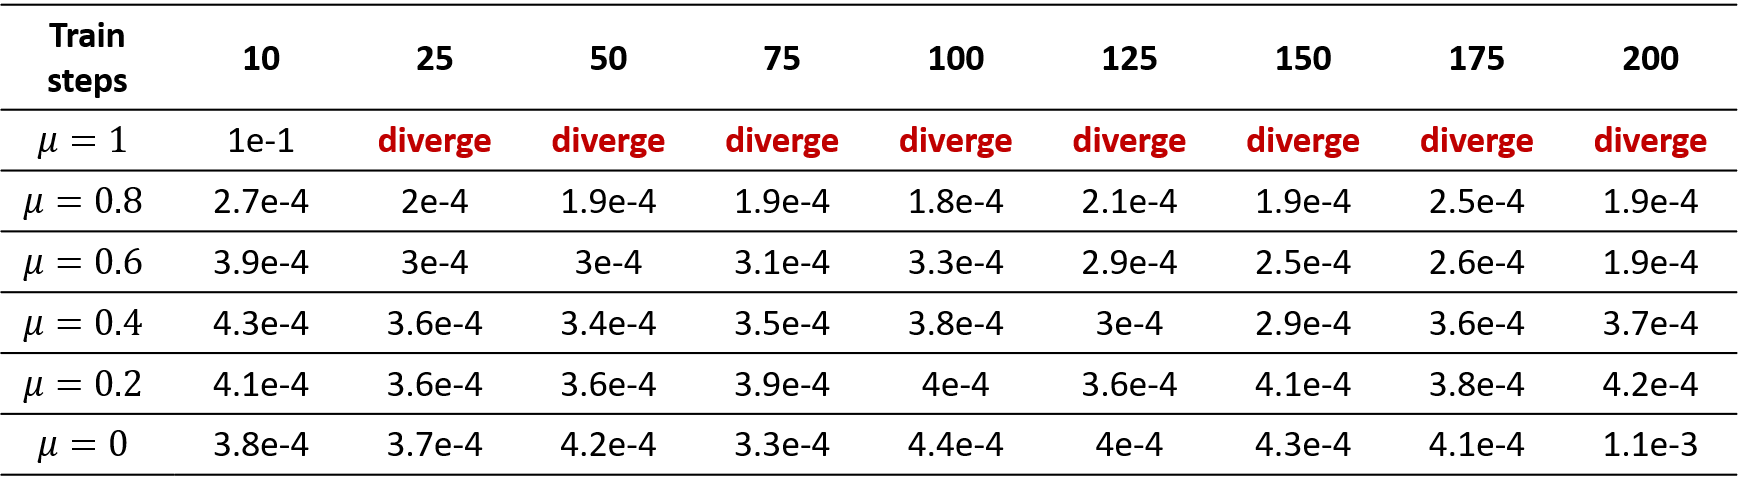 Train steps 10 25 50 75 100 125 150 175 200
μ = 1 1e-1 diverge diverge diverge diverge diverge diverge diverge diverge
μ = 0.8 2.7e-4 2e-4 1.9e-4 1.9e-4 1.8e-4 2.1e-4 1.9e-4 2.5e-4 1.9e-4
μ = 0.6 3.9e-4 3e-4 3e-4 3.1e-4 3.3e-4 2.9e-4 2.5e-4 2.6e-4 1.9e-4
μ = 0.4 4.3e-4 3.6e-4 3.4e-4 3.5e-4 3.8e-4 3e-4 2.9e-4 3.6e-4 3.7e-4
μ = 0.2 4.1e-4 3.6e-4 3.6e-4 3.9e-4 4e-4 3.6e-4 4.1e-4 3.8e-4 4.2e-4
μ = 0 3.8e-4 3.7e-4 4.2e-4 3.3e-4 4.4e-4 4e-4 4.3e-4 4.1e-4 1.1e-3